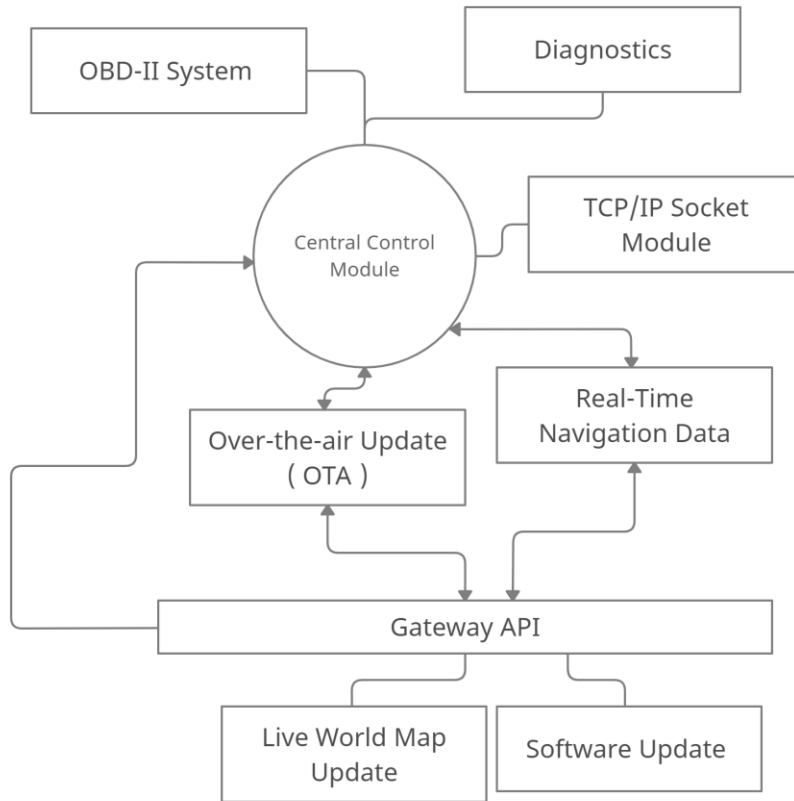 OBD-II System
Diagnostics
Central Control
Module
TCP/IP Socket
Module
Real-Time
Navigation Data
Over-the-air Update
( OTA )
Gateway API
Live World Map
Update
Software Update